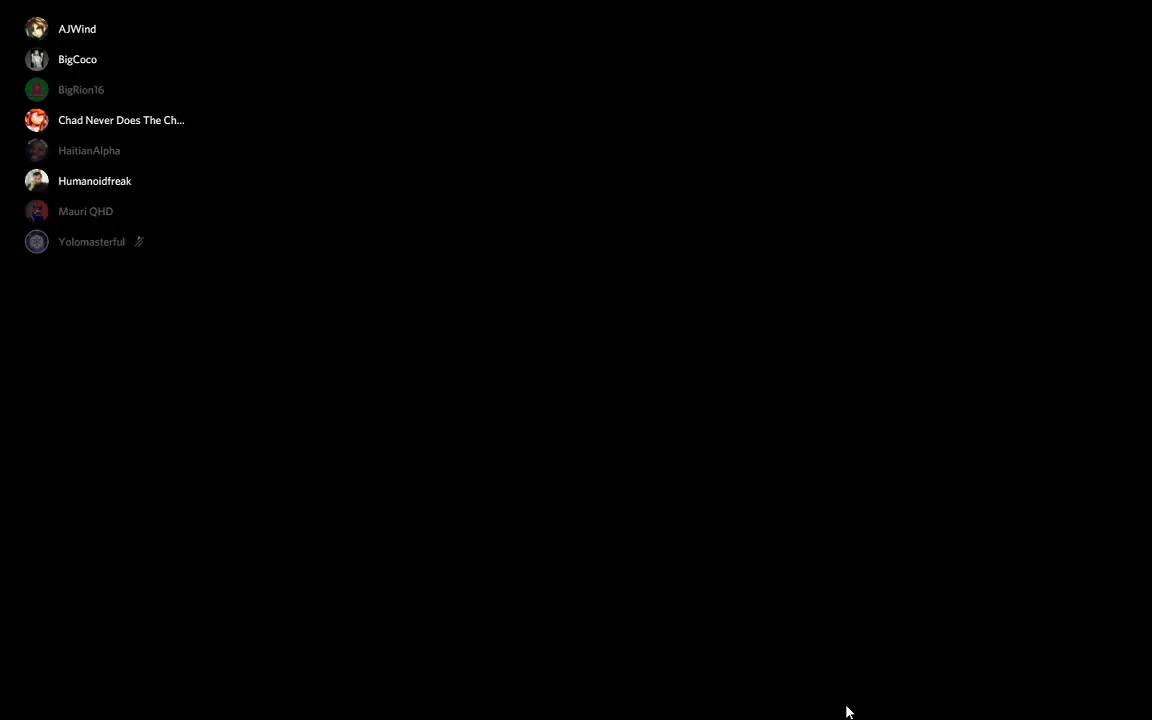 AJWind
BigCoco
BigRion16
Chad Never Does The Ch...
HaitianAlpha
Humanoidfreak
Mauri QHD
Yolomasterful